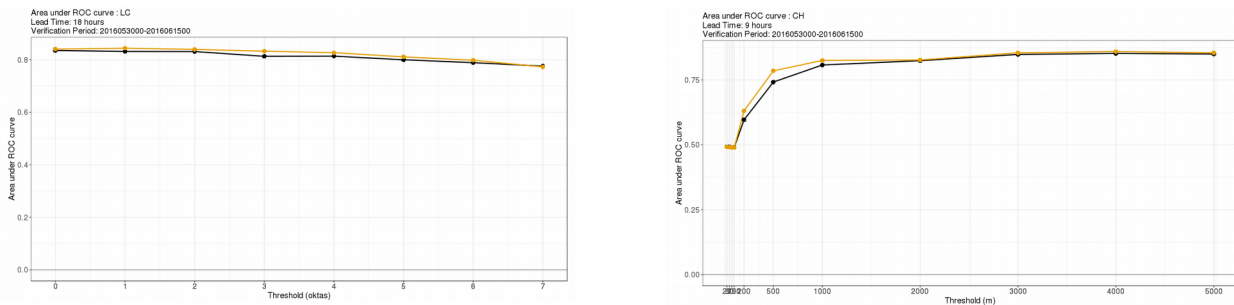 Area under ROC curve : LC
Lead Time: 18 hours
Verification Period: 2016053000-2016061500
Area under ROC curve
0.8
0.6
0.4
0.2
0.0
0 1 2 3 4 5 6 7
Threshold (oktas)
Area under ROC curve : CH
Lead Time: 9 hours
Verification Period: 2016053000-2016061500
Area under ROC curve
0.75
0.50
0.25
0.00
200 500 1000 2000 3000 4000 5000
Threshold (m)